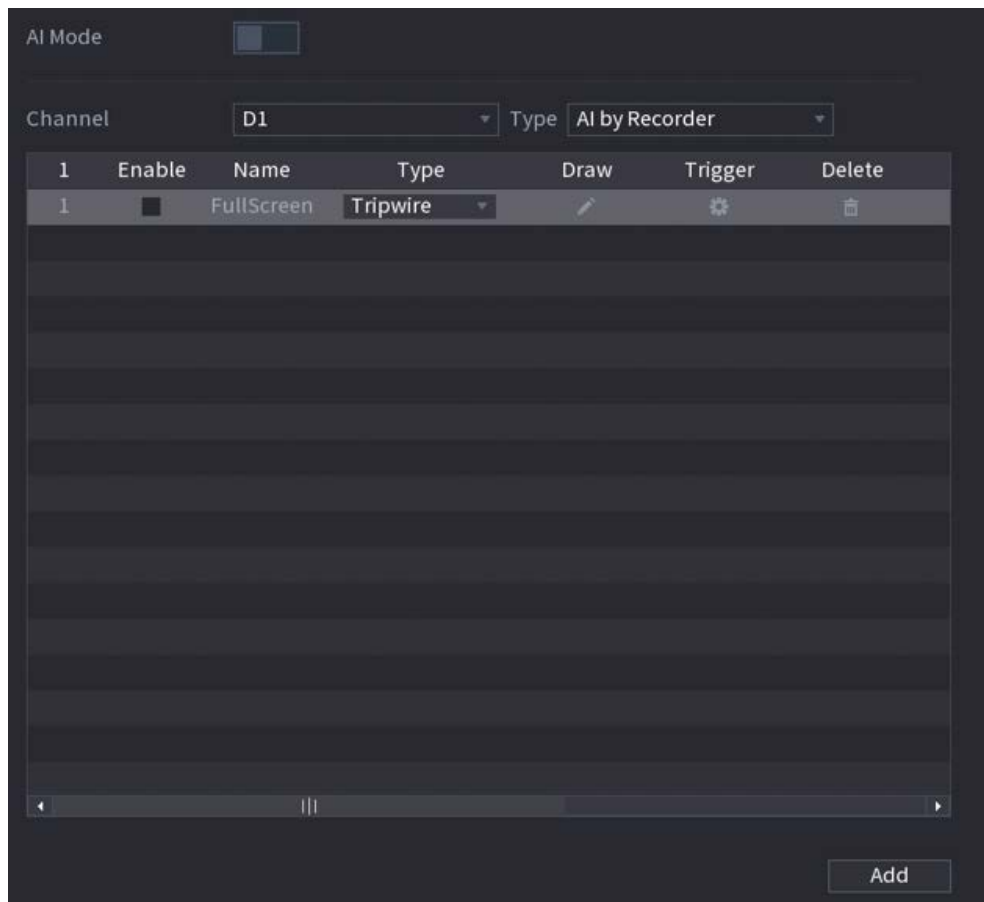 AI Mode
Channel D1 Type AI by Recorder
1 Enable Name Type Draw Trigger Delete
1 FullScreen Tripwire
Add